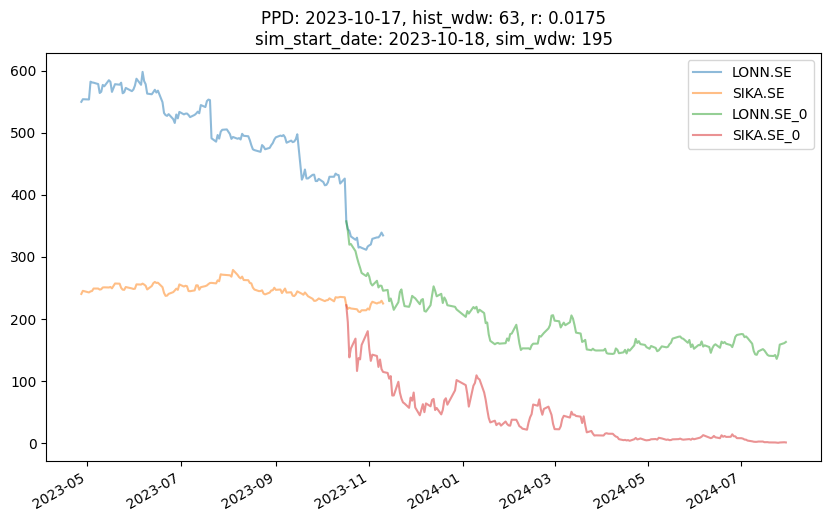 PPD: 2023-10-17, hist_wdw: 63, r: 0.0175
sim_start_date: 2023-10-18, sim_wdw: 195
LONN.SE
SIKA.SE
LONN.SE_0
SIKA.SE_0
600
500
400
300
200
100
0
2023-05
2023-07
2023-09
2023-11
2024-01
2024-03
2024-05
2024-07